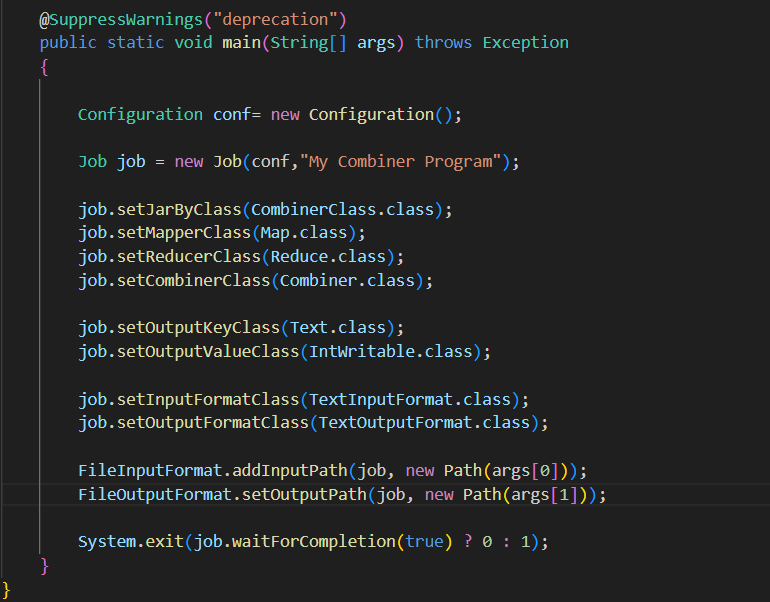 @SuppressWarnings("deprecation")
public static void main(String[] args) throws Exception
{
Configuration conf= new Configuration();
Job job = new Job(conf,"My Combiner Program");
job.setJarByClass(CombinerClass.class);
job.setMapperClass(Map.class);
job.setReducerClass(Reduce.class);
job.setCombinerClass(Combiner.class);
job.setOutputKeyClass(Text.class);
job.setOutputValueClass(IntWritable.class);
job.setInputFormatClass(TextInputFormat.class);
job.setOutputFormatClass(TextOutputFormat.class);
FileInputFormat.addInputPath(job, new Path(args[0]));
FileOutputFormat.setOutputPath(job, new Path(args[1]));
System.exit(job.waitForCompletion(true) ? 0 : 1);
}
}